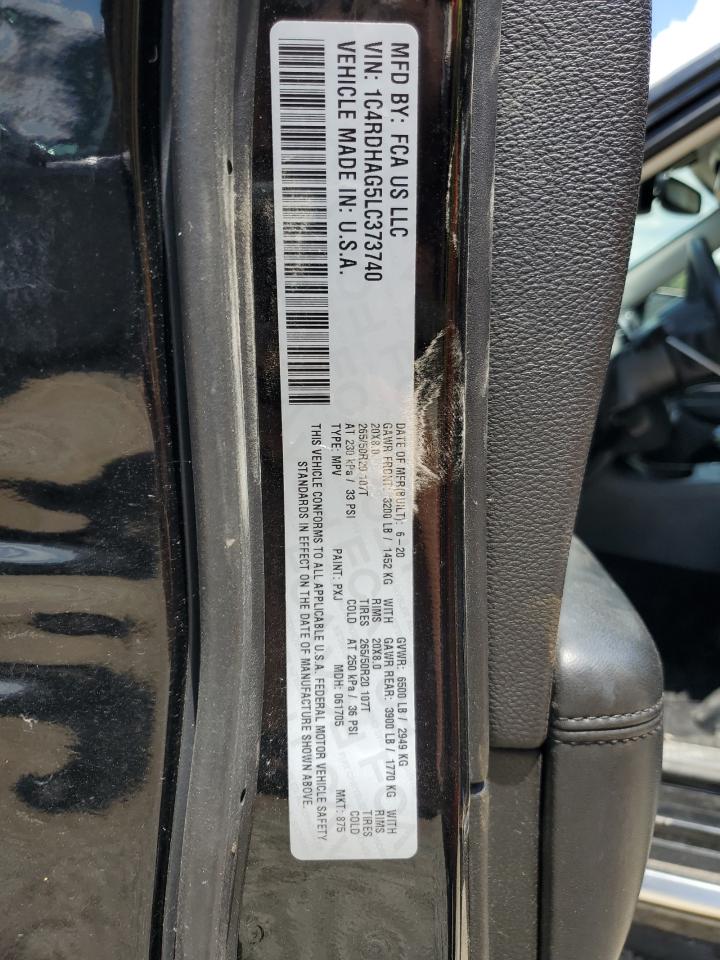 MFD BY: FCA US LLC
VIN: 1C4RDHAG5LC373740
VEHICLE MADE IN: U.S.A.
DATE OF MFR(BUILT): 6-20 GVWR: 6500 LB / 2949 KG
GAWR FRONT: 3200 LB / 1452 KG WITH GAWR REAR: 3900 LB / 1770 KG WITH
20X8.0 RIMS 20X8.0 RIMS
265/50R20 107T TIRES 265/50R20 107T TIRES
AT 230 kPa / 33 PSI COLD AT 250 kPa / 36 PSI COLD
TYPE: MPV PAINT: PXJ MDH: 061705 MKT: 875
THIS VEHICLE CONFORMS TO ALL APPLICABLE U.S.A. FEDERAL MOTOR VEHICLE SAFETY
STANDARDS IN EFFECT ON THE DATE OF MANUFACTURE SHOWN ABOVE.